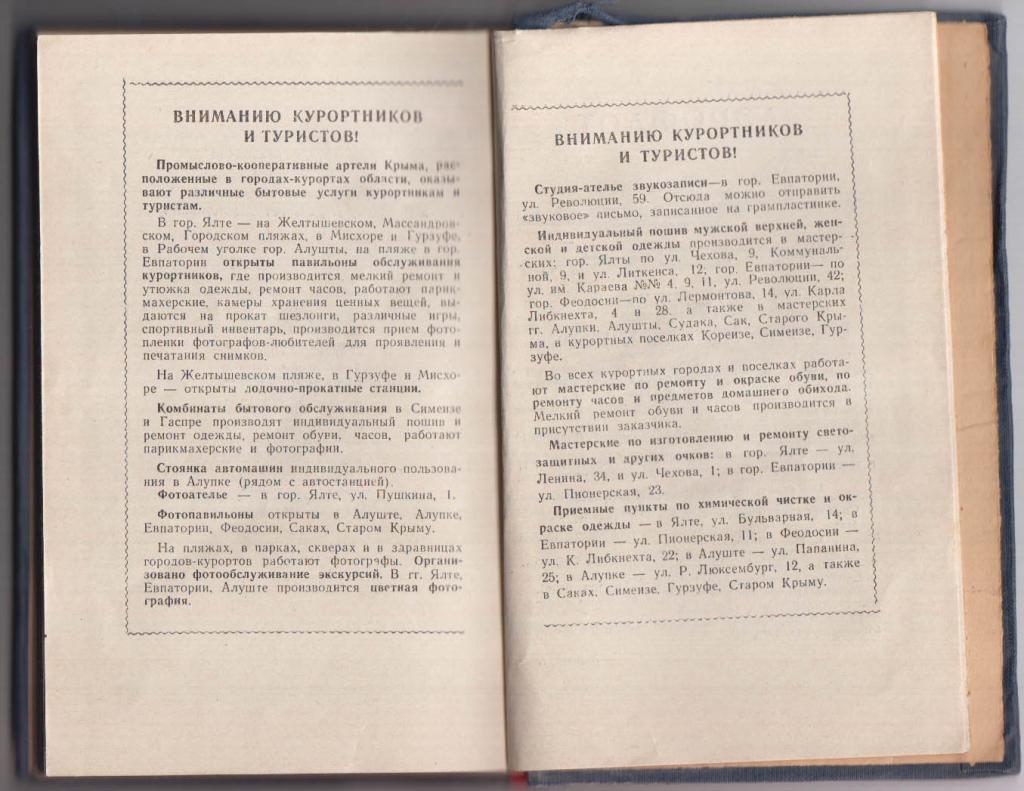 ВНИМАНИЮ КУРОРТНИКОВ
И ТУРИСТОВ!
Промыслово-кооперативные артели Крыма, рас-
положенные в городах-курортах области, оказы-
вают различные бытовые услуги курортникам и
туристам.
В гор. Ялте — на Желтышевском, Массандров-
ском, Городском пляжах, в Мисхоре и Гурзуфе,
в Рабочем уголке гор. Алушты, на пляже в гор.
Евпатории открыты павильоны обслуживания
курортников, где производится мелкий ремонт и
утюжка одежды, ремонт часов, работают парик-
махерские, камеры хранения ценных вещей, вы-
даются на прокат шезлонги, различные игры,
спортивный инвентарь, производится прием фото-
пленки фотографов-любителей для проявления и
печатания снимков.
На Желтышевском пляже, в Гурзуфе и Мисхо-
ре — открыты лодочно-прокатные станции.
Комбинаты бытового обслуживания в Симеизе
и Гаспре производят индивидуальный пошив и
ремонт одежды, ремонт обуви, часов, работают
парикмахерские и фотографии.
Стоянка автомашин индивидуального пользова-
ния в Алупке (рядом с автостанцией).
Фотоателье — в гор. Ялте, ул. Пушкина, 1.
Фотопавильоны открыты в Алуште, Алупке,
Евпатории, Феодосии, Саках, Старом Крыму.
На пляжах, в парках, скверах и в здравницах
городов-курортов работают фотографы. Органи-
зовано фотообслуживание экскурсий. В гг. Ялте,
Евпатории, Алуште производится цветная фото-
графия.
ВНИМАНИЮ КУРОРТНИКОВ
И ТУРИСТОВ!
Студия-ателье звукозаписи—в гор. Евпатории,
ул. Революции, 59. Отсюда можно отправить
«звуковое» письмо, записанное на грампластинке.
Индивидуальный пошив мужской верхней, жен-
ской и детской одежды производится в мастер-
ских: гор. Ялты по ул. Чехова, 9, Коммуналь-
ной, 9, и ул. Литкенса, 12; гор. Евпатории— по
ул. им. Караева №№ 4, 9, 11, ул. Революции, 42;
гор. Феодосии—по ул. Лермонтова, 14, ул. Карла
Либкнехта, 4 и 28, а также в мастерских
гг. Алупки, Алушты, Судака, Сак, Старого Кры-
ма, в курортных поселках Кореизе, Симеизе, Гур-
зуфе.
Во всех курортных городах и поселках работа-
ют мастерские по ремонту и окраске обуви, по
ремонту часов и предметов домашнего обихода.
Мелкий ремонт обуви и часов производится в
присутствии заказчика.
Мастерские по изготовлению и ремонту свето-
защитных и других очков: в гор. Ялте — ул.
Ленина, 34, и ул. Чехова, 1; в гор. Евпатории —
ул. Пионерская, 23.
Приемные пункты по химической чистке и ок-
раске одежды — в Ялте, ул. Бульварная, 14; в
Евпатории — ул. Пионерская, 11; в Феодосии —
ул. К. Либкнехта, 22; в Алуште — ул. Папанина,
25; в Алупке — ул. Р. Люксембург, 12, а также
в Саках, Симеизе, Гурзуфе, Старом Крыму.